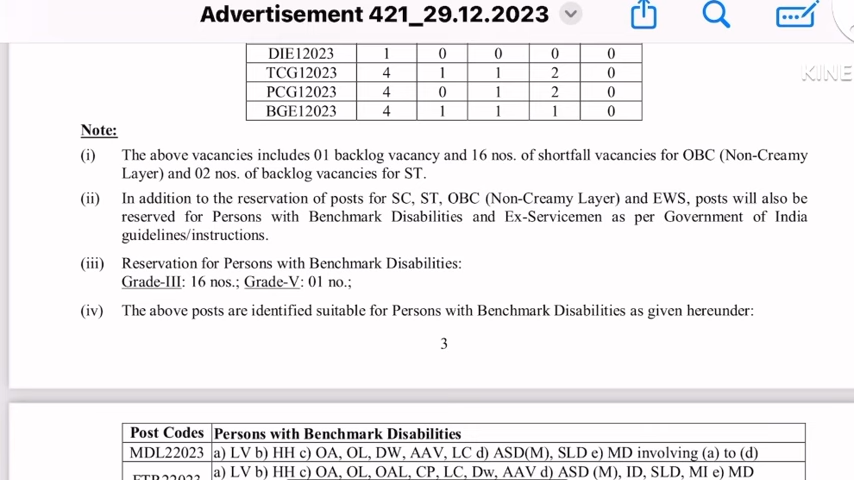 Advertisement 421_29.12.2023
KINE
DIE12023 1 0 0 0 0
TCG12023 4 1 1 2 0
PCG12023 4 0 1 2 0
BGE12023 4 1 1 1 0
Note:
(i) The above vacancies includes 01 backlog vacancy and 16 nos. of shortfall vacancies for OBC (Non-Creamy
Layer) and 02 nos. of backlog vacancies for ST.
(ii) In addition to the reservation of posts for SC, ST, OBC (Non-Creamy Layer) and EWS, posts will also be
reserved for Persons with Benchmark Disabilities and Ex-Servicemen as per Government of India
guidelines/instructions.
(iii) Reservation for Persons with Benchmark Disabilities:
Grade-III: 16 nos.; Grade-V: 01 no.;
(iv) The above posts are identified suitable for Persons with Benchmark Disabilities as given hereunder:
3
Post Codes Persons with Benchmark Disabilities
MDL22023 a) LV b) HH c) OA, OL, DW, AAV, LC d) ASD(M), SLD e) MD involving (a) to (d)
a) LV b) HH c) OA, OL, OAL, CP, LC, Dw, AAV d) ASD (M), ID, SLD, MI e) MD